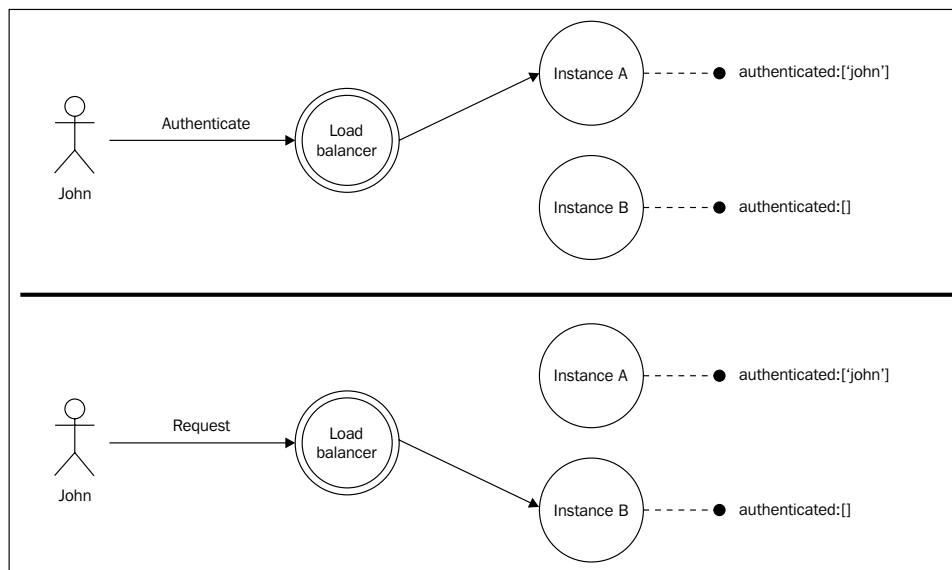 Instance A
authenticated:[‘john’]
Authenticate
Load
balancer
John
Instance B
authenticated:[]
Instance A
authenticated:[‘john’]
Request
Load
balancer
John
Instance B
authenticated:[]